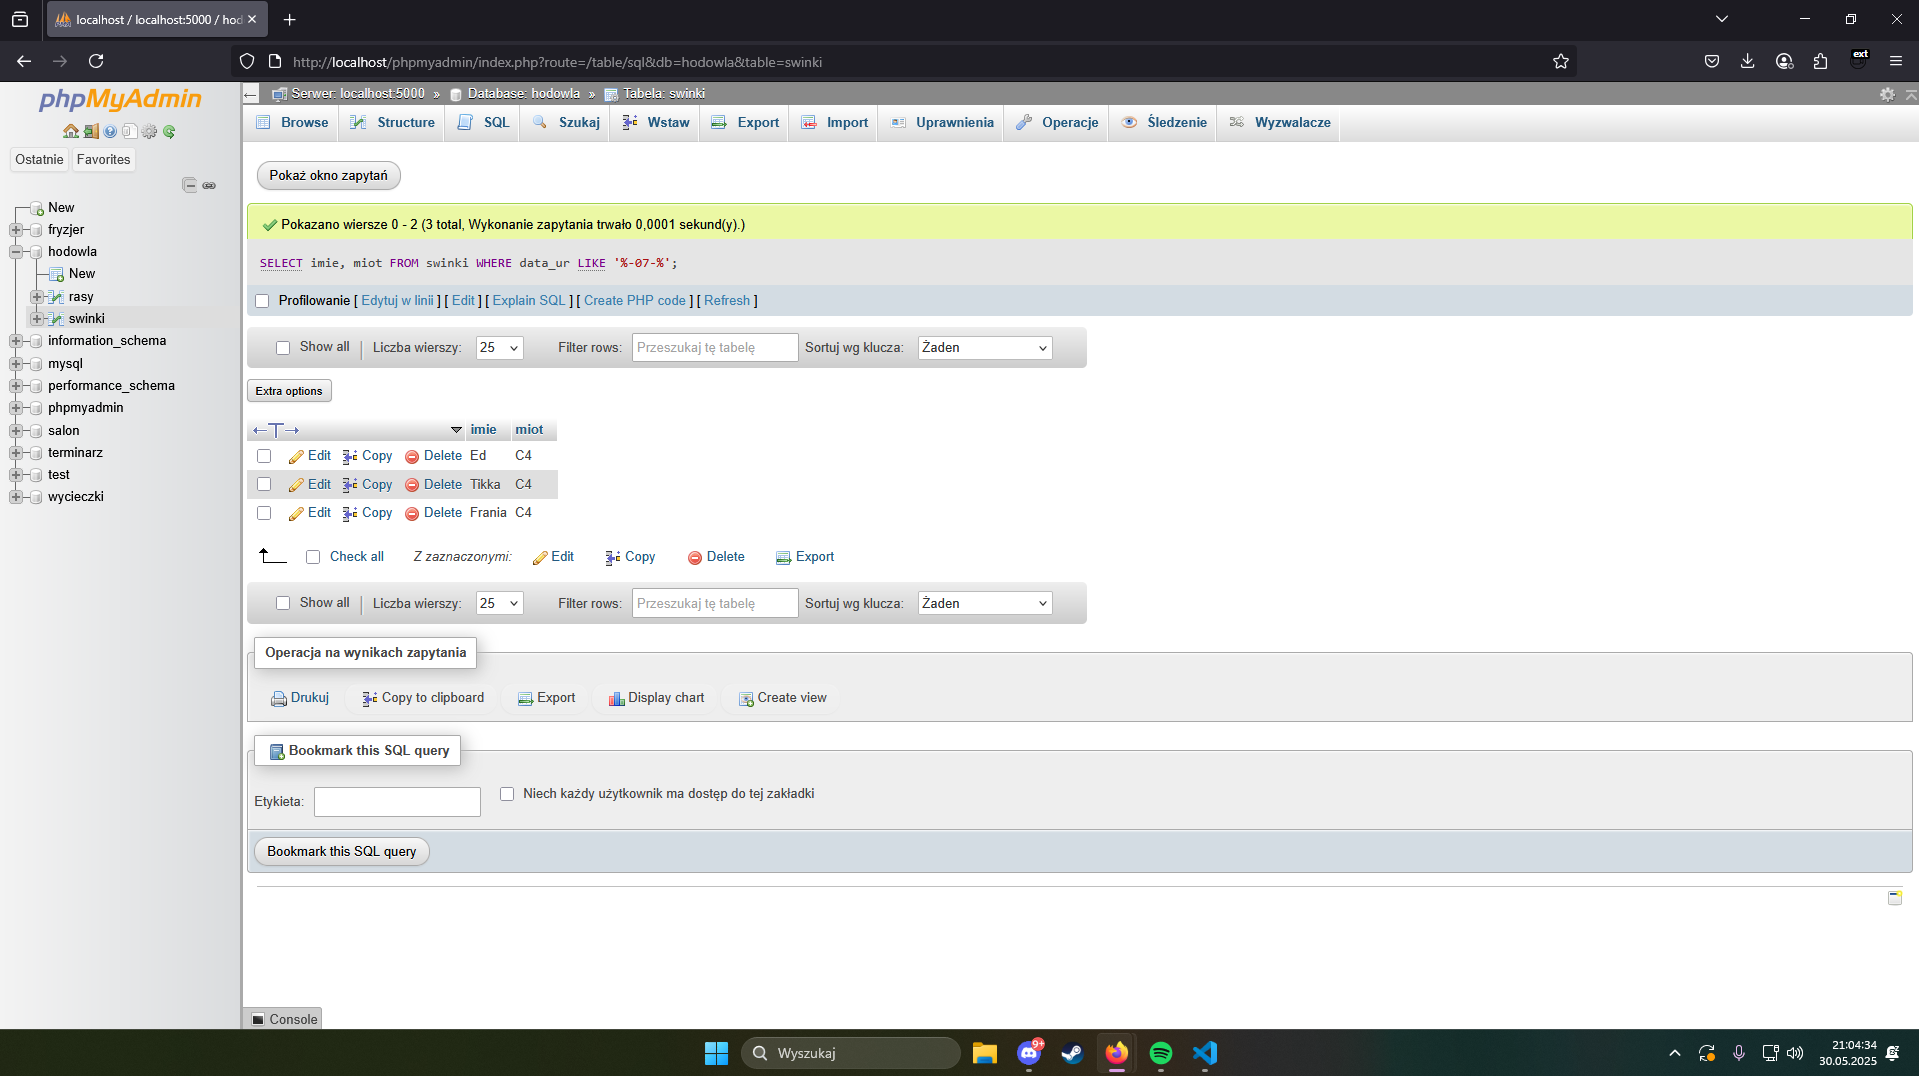 localhost / localhost:5000 / hod
http://localhost/phpmyadmin/index.php?route=/table/sql&db=hodowla&table=swinki
ext
phpMyAdmin
Ostatnie Favorites
New
fryzjer
hodowla
New
rasy
swinki
information_schema
mysql
performance_schema
phpmyadmin
salon
terminarz
test
wycieczki
Serwer: localhost:5000 » Database: hodowla » Tabela: swinki
Browse Structure SQL Szukaj Wstaw Export Import Uprawnienia Operacje Śledzenie Wyzwalacze
Pokaż okno zapytań
Pokazano wiersze 0 - 2 (3 total, Wykonanie zapytania trwało 0,0001 sekund(y).)
SELECT imie, miot FROM swinki WHERE data_ur LIKE '%-07-%';
Profilowanie [ Edytuj w linii ] [ Edit ] [ Explain SQL ] [ Create PHP code ] [ Refresh ]
Show all Liczba wierszy: 25 Filter rows: Przeszukaj tę tabelę Sortuj wg klucza: Żaden
Extra options
←T→ imie miot
Edit Copy Delete Ed C4
Edit Copy Delete Tikka C4
Edit Copy Delete Frania C4
Check all Z zaznaczonymi: Edit Copy Delete Export
Show all Liczba wierszy: 25 Filter rows: Przeszukaj tę tabelę Sortuj wg klucza: Żaden
Operacja na wynikach zapytania
Drukuj Copy to clipboard Export Display chart Create view
Bookmark this SQL query
Etykieta: Niech każdy użytkownik ma dostęp do tej zakładki
Bookmark this SQL query
Console
Wyszukaj
9+
21:04:34
30.05.2025